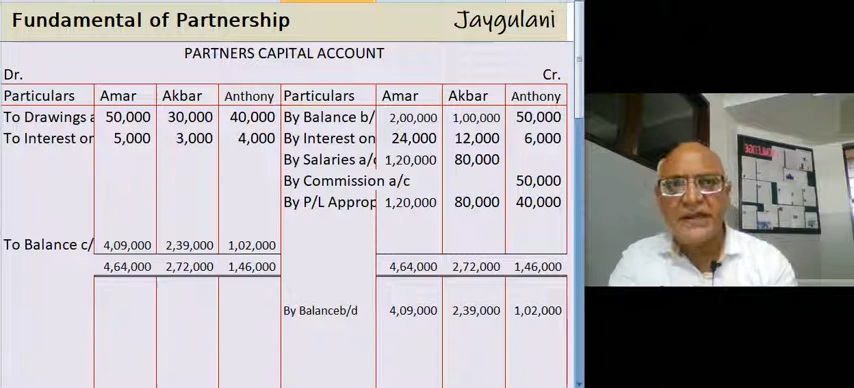 Fundamental of Partnership Jaygulani
PARTNERS CAPITAL ACCOUNT
Dr. Cr.
Particulars Amar Akbar Anthony Particulars Amar Akbar Anthony
To Drawings a 50,000 30,000 40,000 By Balance b/ 2,00,000 1,00,000 50,000
To Interest on 5,000 3,000 4,000 By Interest on 24,000 12,000 6,000
By Salaries a/c 1,20,000 80,000
By Commission a/c 50,000
By P/L Approp 1,20,000 80,000 40,000
To Balance c/ 4,09,000 2,39,000 1,02,000
4,64,000 2,72,000 1,46,000 4,64,000 2,72,000 1,46,000
By Balanceb/d 4,09,000 2,39,000 1,02,000